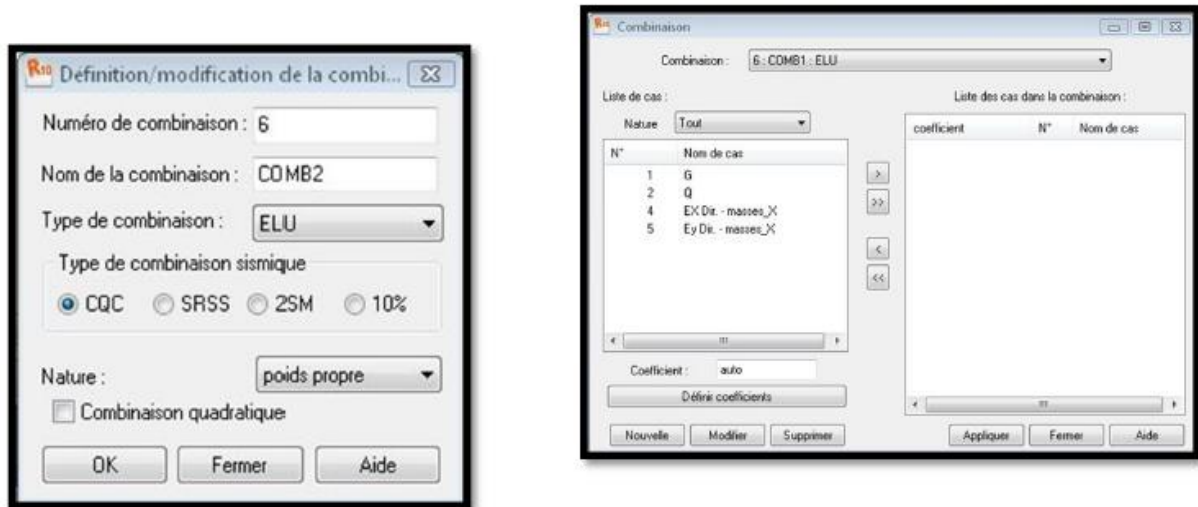 Définition/modification de la combi...
Numéro de combinaison : 6
Nom de la combinaison : COMB2
Type de combinaison : ELU
Type de combinaison sismique
CQC SRSS 2SM 10%
Nature : poids propre
Combinaison quadratique
OK Fermer Aide
Combinaison
Combinaison : 6 : COMB1 : ELU
Liste de cas :
Liste des cas dans la combinaison :
Nature Tout
N° Nom de cas
1 G
2 Q
4 EX Dir. - masses_X
5 Ey Dir. - masses_X
> 
>>
<
<<
coefficient N° Nom de cas
Coefficient : auto
Définir coefficients
Nouvelle Modifier Supprimer
Appliquer Fermer Aide